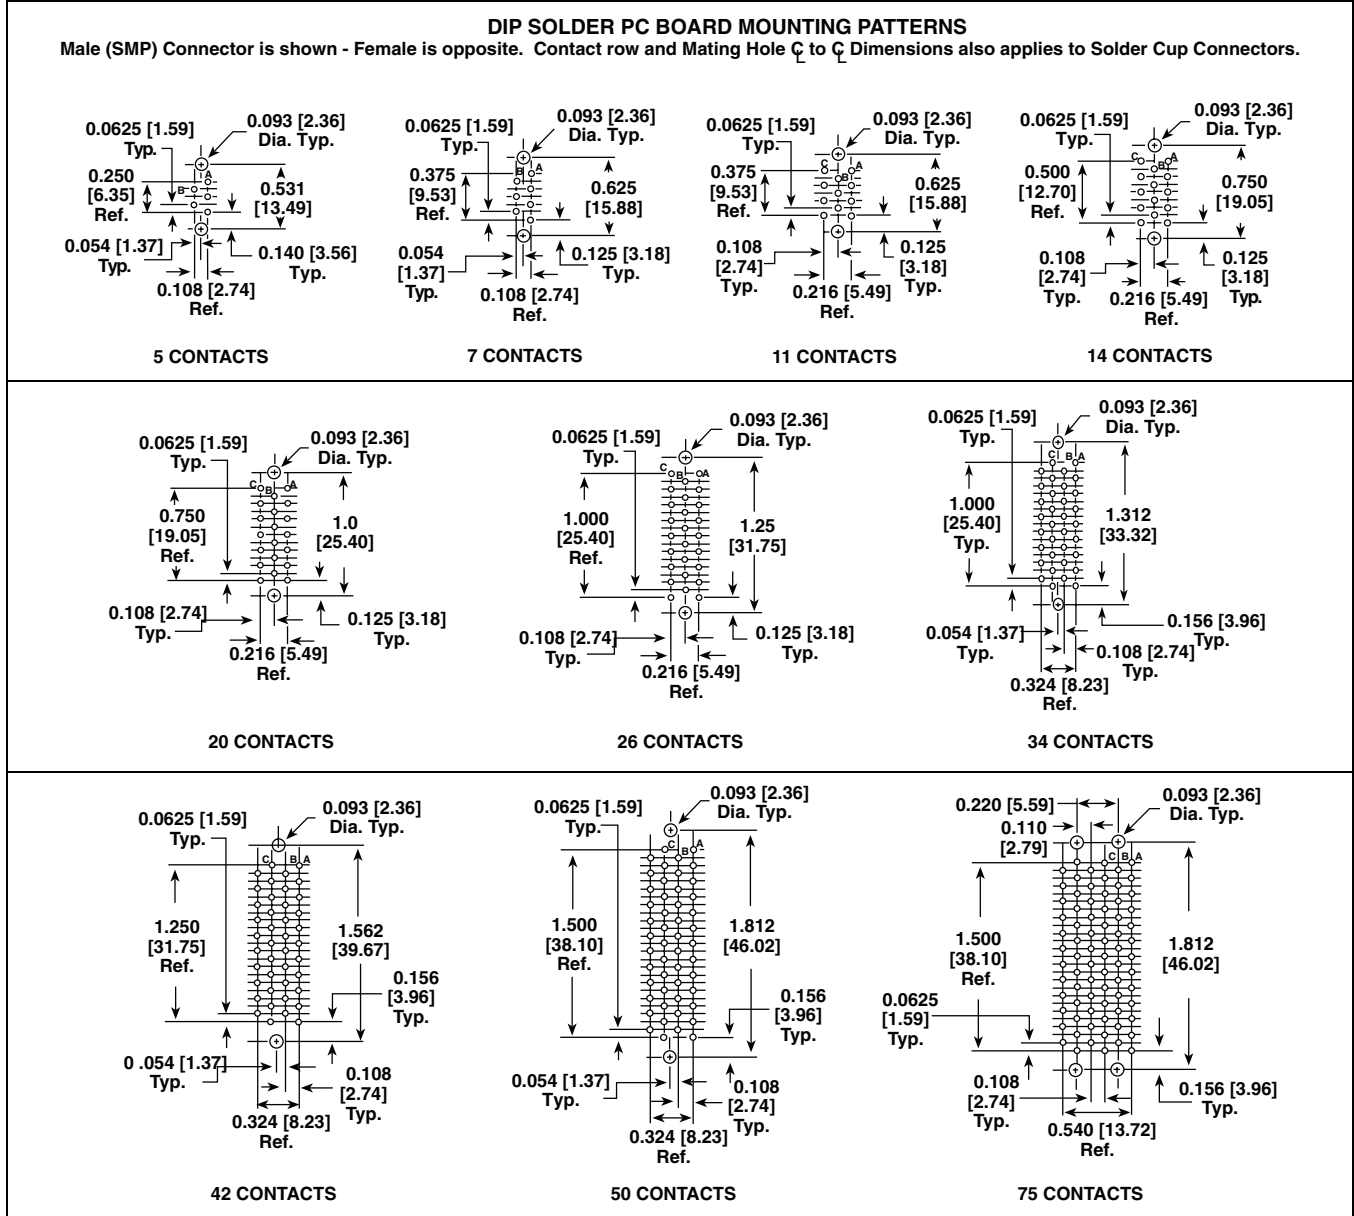 DIP SOLDER PC BOARD MOUNTING PATTERNS
Male (SMP) Connector is shown - Female is opposite. Contact row and Mating Hole ℄ to ℄ Dimensions also applies to Solder Cup Connectors.
0.0625 [1.59]
Typ.
0.093 [2.36]
Dia. Typ.
A
B
0.250
[6.35]
Ref.
0.531
[13.49]
0.054 [1.37]
Typ.
0.140 [3.56]
Typ.
0.108 [2.74]
Ref.
5 CONTACTS
0.0625 [1.59]
Typ.
0.093 [2.36]
Dia. Typ.
B
A
0.375
[9.53]
Ref.
0.625
[15.88]
0.054
[1.37]
Typ.
0.125 [3.18]
Typ.
0.108 [2.74]
Ref.
7 CONTACTS
0.0625 [1.59]
Typ.
0.093 [2.36]
Dia. Typ.
C
B
A
0.375
[9.53]
Ref.
0.625
[15.88]
0.108
[2.74]
Typ.
0.125
[3.18]
Typ.
0.216 [5.49]
Ref.
11 CONTACTS
0.0625 [1.59]
Typ.
0.093 [2.36]
Dia. Typ.
C
B
A
0.500
[12.70]
Ref.
0.750
[19.05]
0.108
[2.74]
Typ.
0.125
[3.18]
Typ.
0.216 [5.49]
Ref.
14 CONTACTS
0.0625 [1.59]
Typ.
0.093 [2.36]
Dia. Typ.
C
B
A
0.750
[19.05]
Ref.
1.0
[25.40]
0.108 [2.74]
Typ.
0.125 [3.18]
Typ.
0.216 [5.49]
Ref.
20 CONTACTS
0.0625 [1.59]
Typ.
0.093 [2.36]
Dia. Typ.
C
B
A
1.000
[25.40]
Ref.
1.25
[31.75]
0.108 [2.74]
Typ.
0.125 [3.18]
Typ.
0.216 [5.49]
Ref.
26 CONTACTS
0.0625 [1.59]
Typ.
0.093 [2.36]
Dia. Typ.
C
B
A
1.000
[25.40]
Typ.
1.312
[33.32]
0.054 [1.37]
Typ.
0.156 [3.96]
Typ.
0.108 [2.74]
Typ.
0.324 [8.23]
Ref.
34 CONTACTS
0.0625 [1.59]
Typ.
0.093 [2.36]
Dia. Typ.
C
B
A
1.250
[31.75]
Ref.
1.562
[39.67]
0.156
[3.96]
Typ.
0 .054 [1.37]
Typ.
0.108
[2.74]
Typ.
0.324 [8.23]
Ref.
42 CONTACTS
0.0625 [1.59]
Typ.
0.093 [2.36]
Dia. Typ.
C
B
A
1.500
[38.10]
Ref.
1.812
[46.02]
0.156
[3.96]
Typ.
0.054 [1.37]
Typ.
0.108
[2.74]
Typ.
0.324 [8.23]
Ref.
50 CONTACTS
0.220 [5.59]
0.110
[2.79]
0.093 [2.36]
Dia. Typ.
C
B
A
1.500
[38.10]
Ref.
1.812
[46.02]
0.0625
[1.59]
Typ.
0.108
[2.74]
Typ.
0.156 [3.96]
Typ.
0.540 [13.72]
Ref.
75 CONTACTS